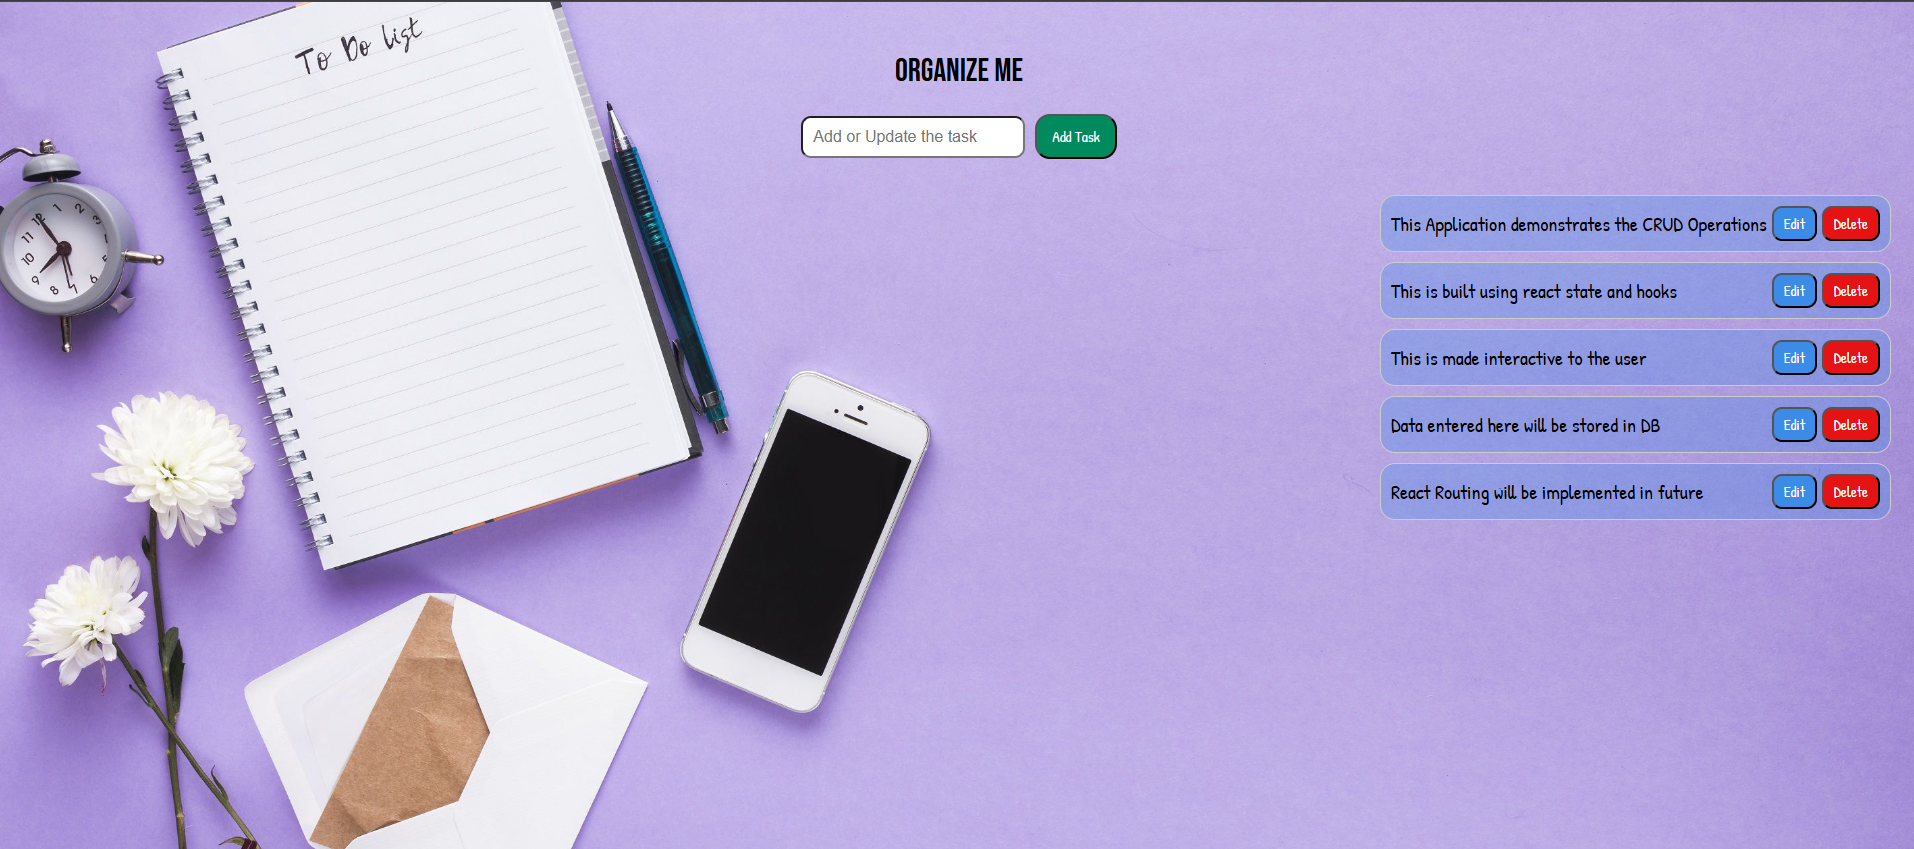 To Do list
ORGANIZE ME
Add or Update the task
Add Task
This Application demonstrates the CRUD Operations Edit Delete
This is built using react state and hooks Edit Delete
This is made interactive to the user Edit Delete
Data entered here will be stored in DB Edit Delete
React Routing will be implemented in future Edit Delete
12
1
2
3
5
6
7
8
9
10
11